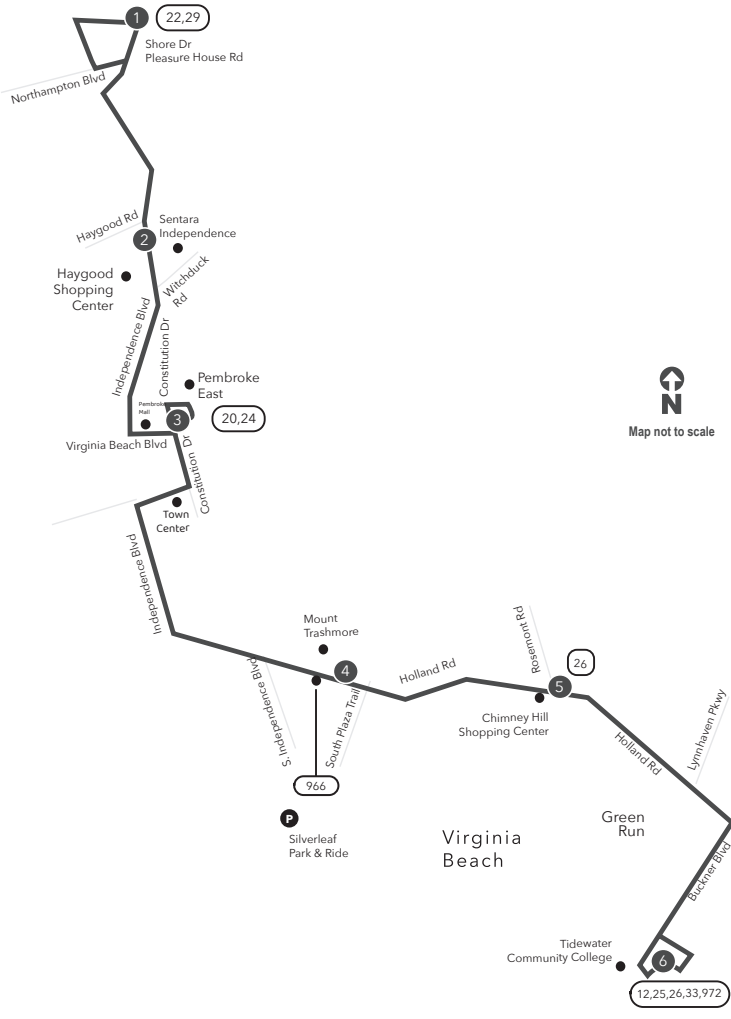 1
22,29
Shore Dr
Pleasure House Rd
Northampton Blvd
Haygood Rd
Sentara
Independence
2
Witchduck
Rd
Haygood
Shopping
Center
Independence Blvd
Constitution Dr
Pembroke
East
Pembroke
Mall
3
20,24
Virginia Beach Blvd
Constitution Dr
Town
Center
Independence Blvd
N
Map not to scale
Mount
Trashmore
4
Holland Rd
Rosemont Rd
26
5
S. Independence Blvd
South Plaza Trail
Chimney Hill
Shopping Center
Holland Rd
Lynnhaven Pkwy
966
P
Silverleaf
Park & Ride
Virginia
Beach
Green
Run
Buckner Blvd
Tidewater
Community College
6
12,25,26,33,972